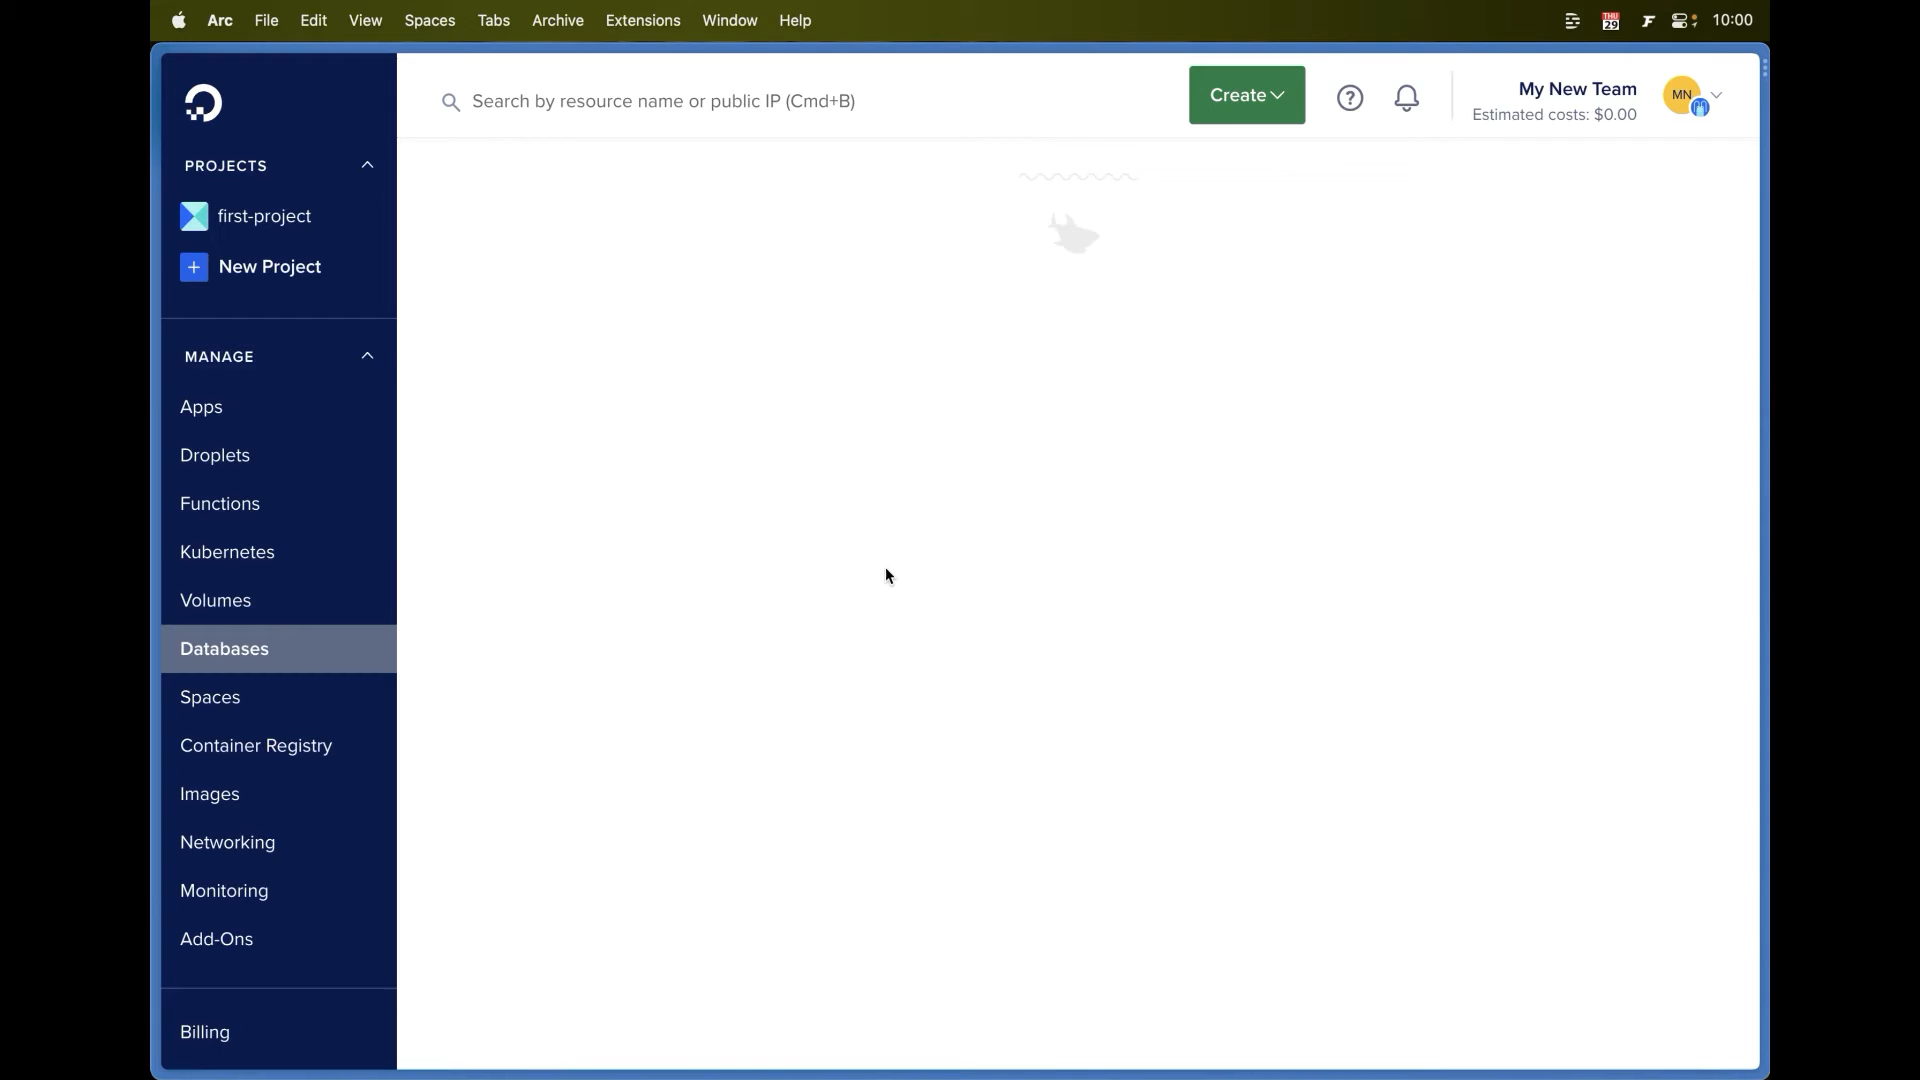 Arc File Edit View Spaces Tabs Archive Extensions Window Help THU 29 10:00
Search by resource name or public IP (Cmd+B)
Create
My New Team
Estimated costs: $0.00
MN
PROJECTS
first-project
New Project
MANAGE
Apps
Droplets
Functions
Kubernetes
Volumes
Databases
Spaces
Container Registry
Images
Networking
Monitoring
Add-Ons
Billing